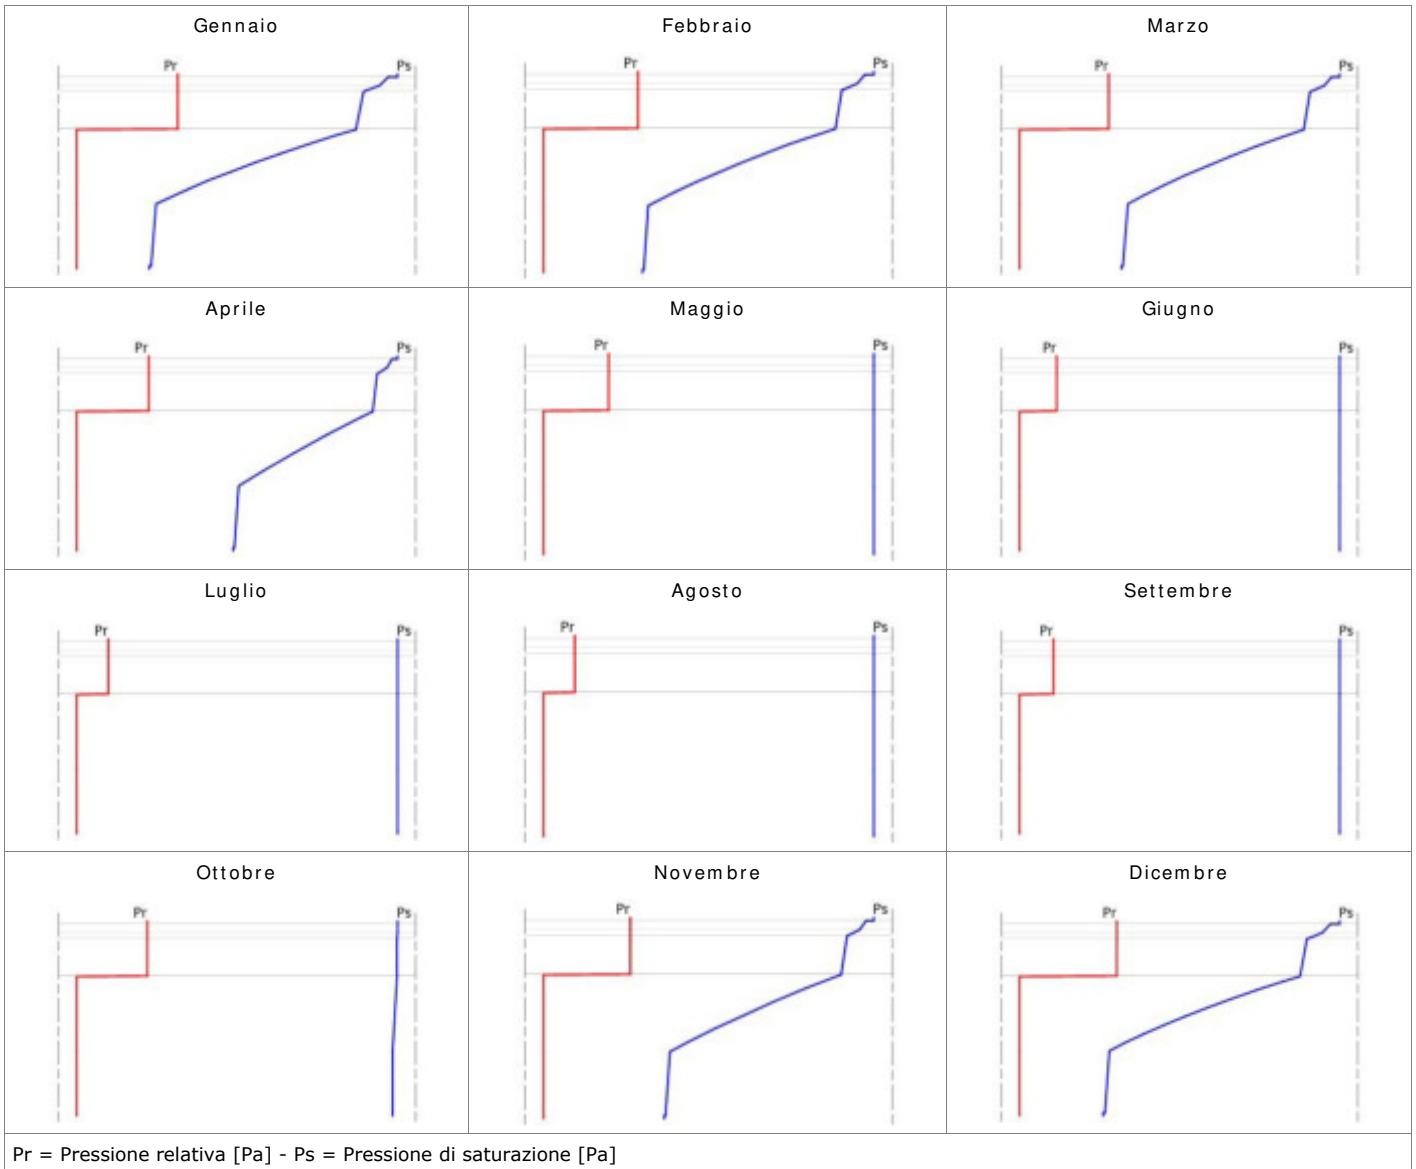 Gennaio Febbraio Marzo
Pr Ps Pr Ps Pr Ps
Aprile Maggio Giugno
Pr Ps Pr Ps Pr Ps
Luglio Agosto Settembre
Pr Ps Pr Ps Pr Ps
Ottobre Novembre Dicembre
Pr Ps Pr Ps Pr Ps
Pr = Pressione relativa [Pa] - Ps = Pressione di saturazione [Pa]